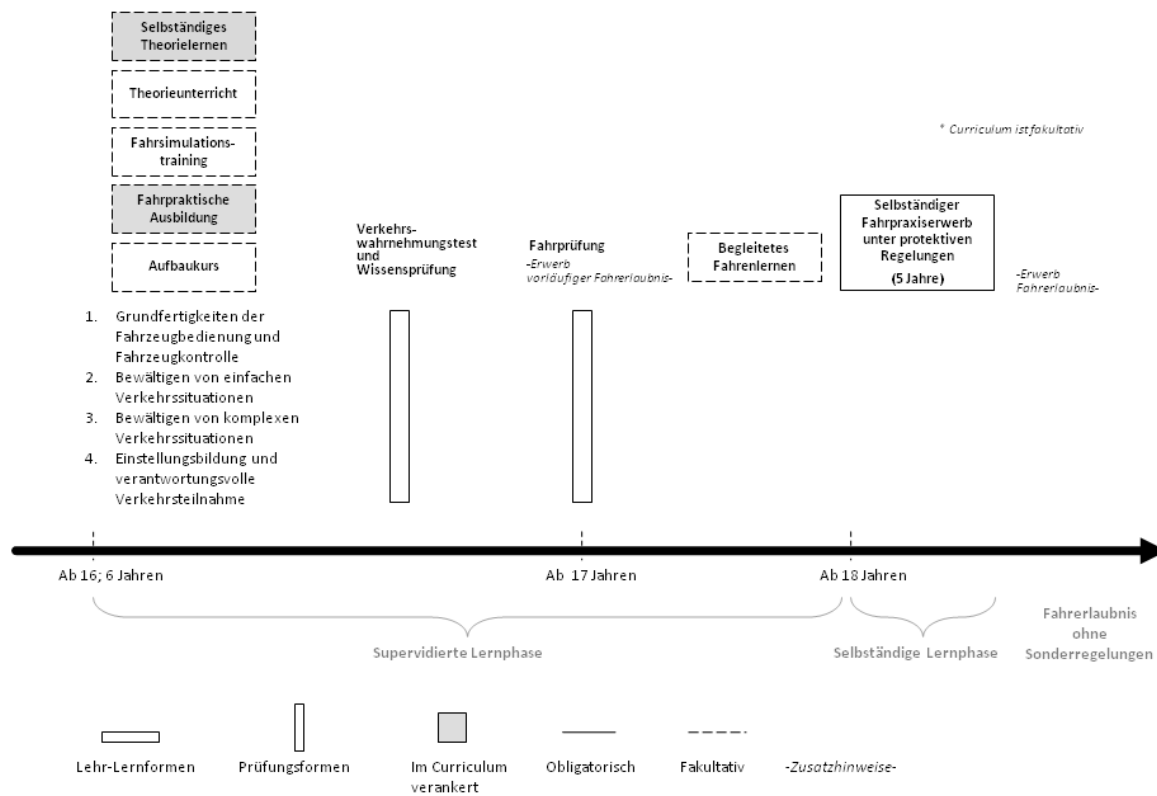 Selbständiges
Theorielernen
Theorieunterricht
Fahrsimulations-
training
Fahrpraktische
Ausbildung
Aufbaukurs
1. Grundfertigkeiten der
Fahrzeugbedienung und
Fahrzeugkontrolle
2. Bewältigen von einfachen
Verkehrssituationen
3. Bewältigen von komplexen
Verkehrssituationen
4. Einstellungsbildung und
verantwortungsvolle
Verkehrsteilnahme
Verkehrs-
wahrnehmungstest
und
Wissensprüfung
Fahrprüfung
-Erwerb
vorläufiger Fahrerlaubnis-
Begleitetes
Fahrenlernen
* Curriculum ist fakultativ
Selbständiger
Fahrpraxiserwerb
unter protektiven
Regelungen
(5 Jahre)
-Erwerb
Fahrerlaubnis-
Ab 16; 6 Jahren
Ab 17 Jahren
Ab 18 Jahren
Supervidierte Lernphase
Selbständige Lernphase
Fahrerlaubnis
ohne
Sonderregelungen
Lehr-Lernformen
Prüfungsformen
Im Curriculum
verankert
Obligatorisch
Fakultativ
-Zusatzhinweise-